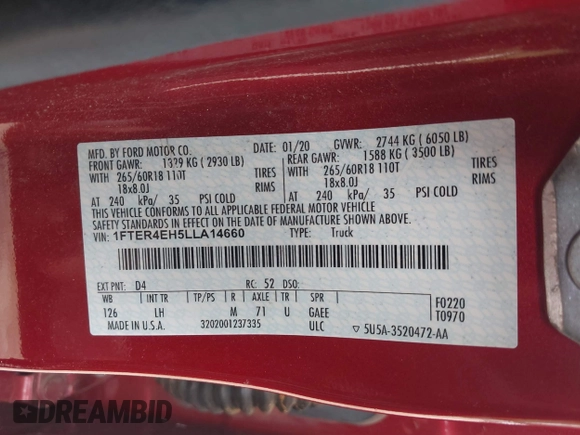 MFD. BY FORD MOTOR CO. DATE: 01/20 GVWR: 2744 KG ( 6050 LB)
FRONT GAWR: 1329 KG ( 2930 LB) REAR GAWR: 1588 KG ( 3500 LB)
WITH 265/60R18 110T TIRES WITH 265/60R18 110T TIRES
18x8.0J RIMS 18x8.0J RIMS
AT 240 kPa/ 35 PSI COLD AT 240 kPa/ 35 PSI COLD
THIS VEHICLE CONFORMS TO ALL APPLICABLE FEDERAL MOTOR VEHICLE
SAFETY STANDARDS IN EFFECT ON THE DATE OF MANUFACTURE SHOWN ABOVE.
VIN: 1FTER4EH5LLA14660 TYPE: Truck
EXT PNT: D4 RC: 52 DSO:
WB INT TR TP/PS R AXLE TR SPR F0220
126 LH M 71 U GAEE T0970
MADE IN U.S.A. 3202001237335 ULC ▽ 5U5A-3520472-AA
DREAMBID